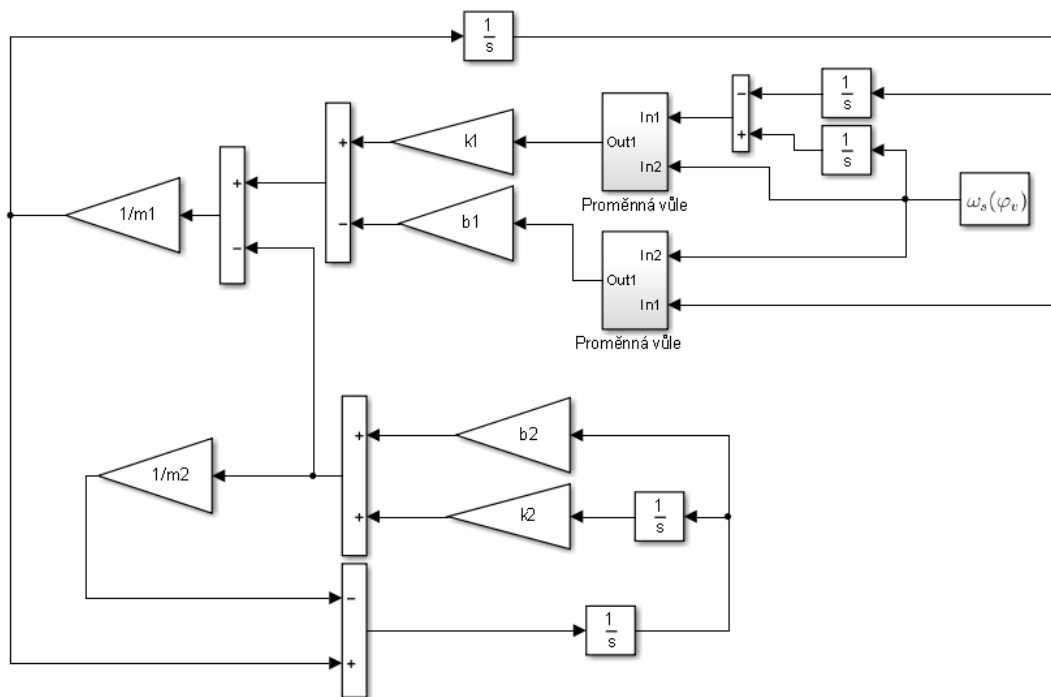 1
s
1
s
− +
1
s
In1
Out1
In2
Proměnná vůle
k1
+
−
b1
+
−
1/m1
ωs(φv)
In2
Out1
In1
Proměnná vůle
b2
+
+
1/m2
k2
1
s
−
+
1
s